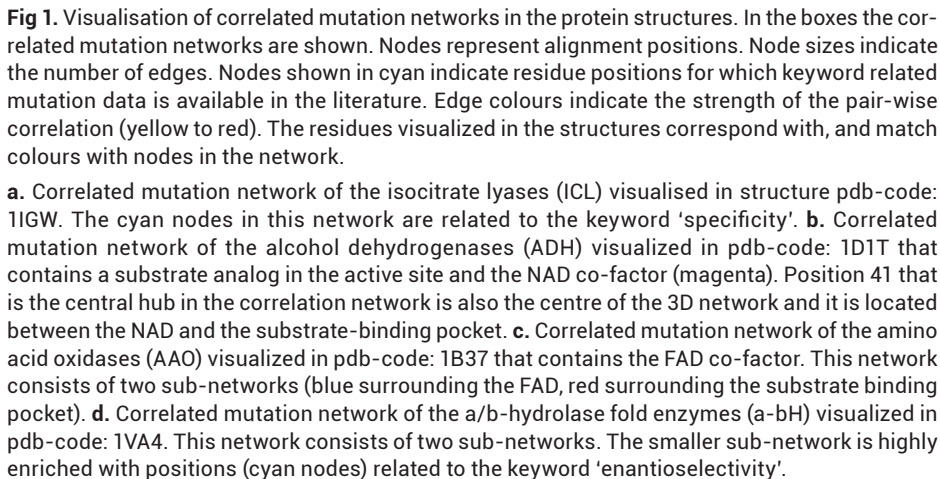 Fig 1. Visualisation of correlated mutation networks in the protein structures. In the boxes the cor-
related mutation networks are shown. Nodes represent alignment positions. Node sizes indicate
the number of edges. Nodes shown in cyan indicate residue positions for which keyword related
mutation data is available in the literature. Edge colours indicate the strength of the pair-wise
correlation (yellow to red). The residues visualized in the structures correspond with, and match
colours with nodes in the network.
a. Correlated mutation network of the isocitrate lyases (ICL) visualised in structure pdb-code:
1IGW. The cyan nodes in this network are related to the keyword ‘specificity’. b. Correlated
mutation network of the alcohol dehydrogenases (ADH) visualized in pdb-code: 1D1T that
contains a substrate analog in the active site and the NAD co-factor (magenta). Position 41 that
is the central hub in the correlation network is also the centre of the 3D network and it is located
between the NAD and the substrate-binding pocket. c. Correlated mutation network of the amino
acid oxidases (AAO) visualized in pdb-code: 1B37 that contains the FAD co-factor. This network
consists of two sub-networks (blue surrounding the FAD, red surrounding the substrate binding
pocket). d. Correlated mutation network of the a/b-hydrolase fold enzymes (a-bH) visualized in
pdb-code: 1VA4. This network consists of two sub-networks. The smaller sub-network is highly
enriched with positions (cyan nodes) related to the keyword ‘enantioselectivity’.